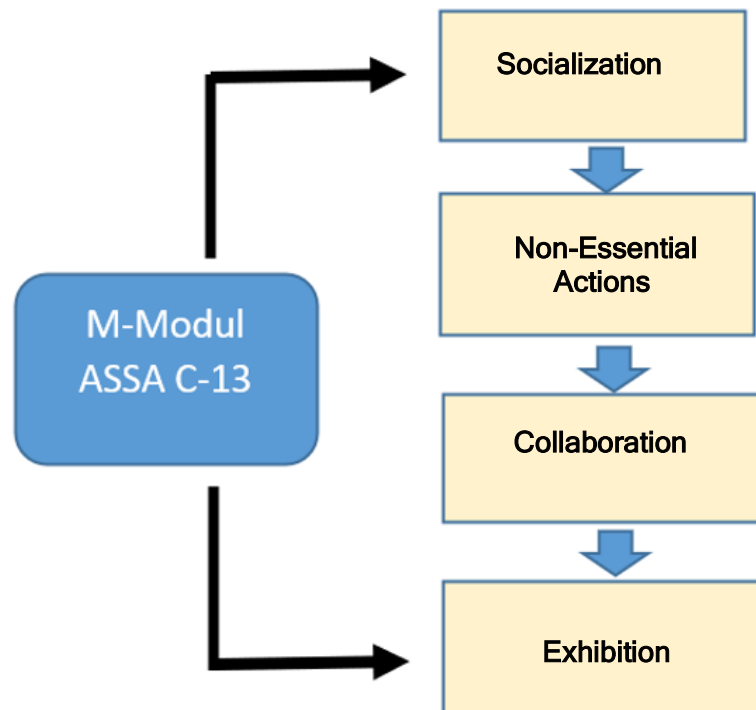 Socialization
Non-Essential
Actions
M-Modul
ASSA C-13
Collaboration
Exhibition